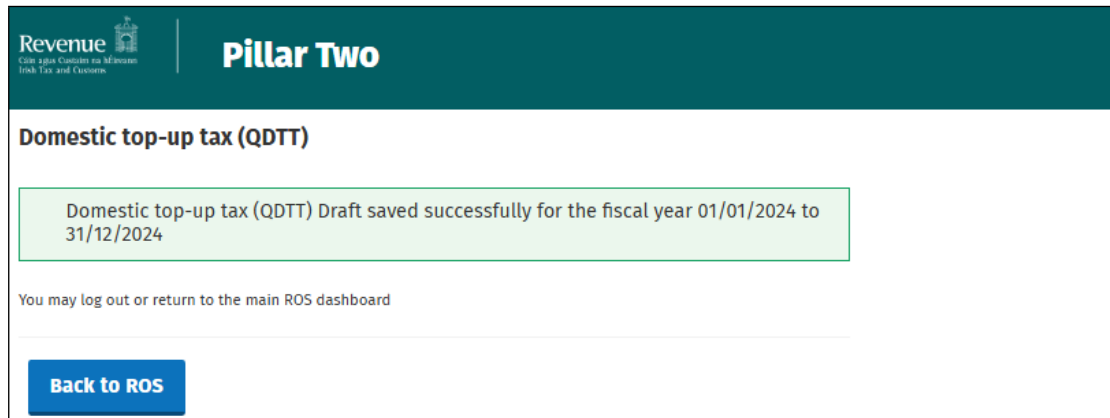 Revenue
Cáin agus Custaim na hÉireann
Irish Tax and Customs
Pillar Two
Domestic top-up tax (QDTT)
Domestic top-up tax (QDTT) Draft saved successfully for the fiscal year 01/01/2024 to
31/12/2024
You may log out or return to the main ROS dashboard
Back to ROS